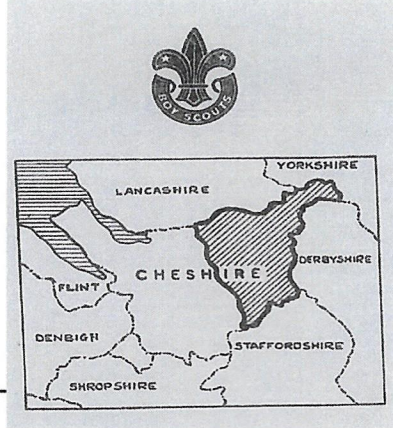 BOY SCOUTS
YORKSHIRE
LANCASHIRE
CHESHIRE
DERBYSHIRE
FLINT
DENBIGH
STAFFORDSHIRE
SHROPSHIRE